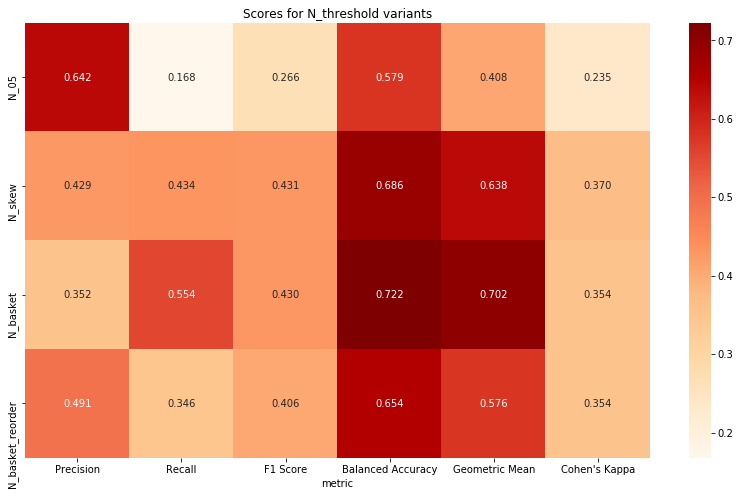 Scores for N_threshold variants
N_05 0.642 0.168 0.266 0.579 0.408 0.235
N_skew 0.429 0.434 0.431 0.686 0.638 0.370
N_basket 0.352 0.554 0.430 0.722 0.702 0.354
N_basket_reorder 0.491 0.346 0.406 0.654 0.576 0.354
Precision Recall F1 Score Balanced Accuracy Geometric Mean Cohen's Kappa
metric
0.7
0.6
0.5
0.4
0.3
0.2